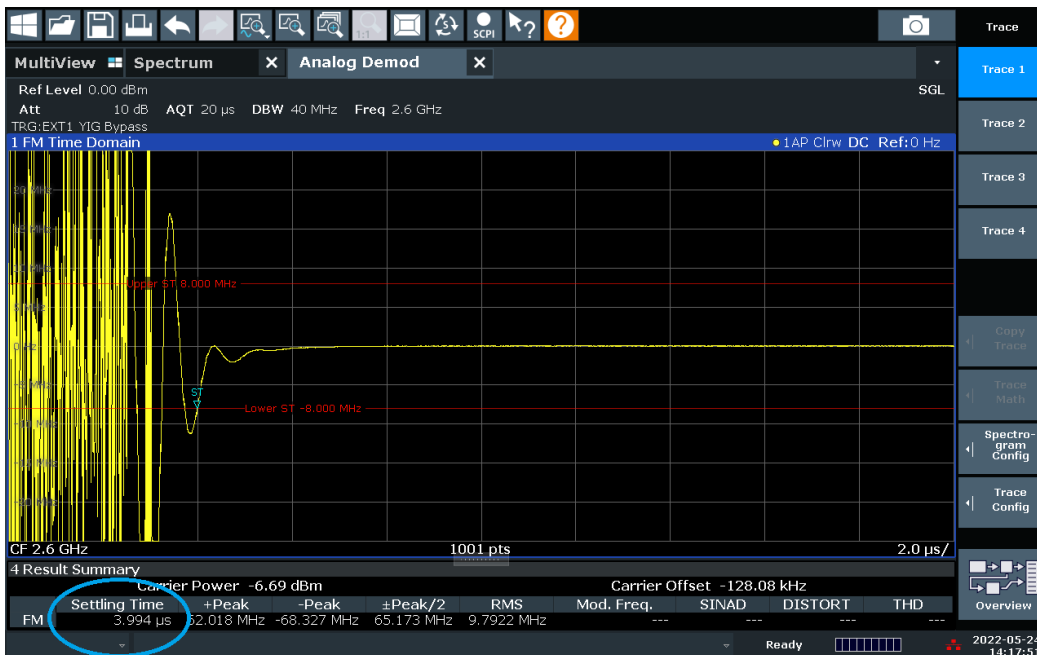 1:1
SCPI
?
?
Trace
MultiView Spectrum X Analog Demod X
Ref Level 0.00 dBm SGL
Att 10 dB AQT 20 µs DBW 40 MHz Freq 2.6 GHz
TRG:EXT1 YIG Bypass
1 FM Time Domain 1AP Clrw DC Ref:0 Hz
Upper ST 8.000 MHz
ST
Lower ST -8.000 MHz
CF 2.6 GHz 1001 pts 2.0 µs/
4 Result Summary
Carrier Power -6.69 dBm Carrier Offset -128.08 kHz
Settling Time +Peak -Peak ±Peak/2 RMS Mod. Freq. SINAD DISTORT THD
FM 3.994 µs 62.018 MHz -68.327 MHz 65.173 MHz 9.7922 MHz --- --- --- ---
Ready
Trace 1
Trace 2
Trace 3
Trace 4
Copy
Trace
Trace
Math
Spectro-
gram
Config
Trace
Config
Overview
2022-05-24